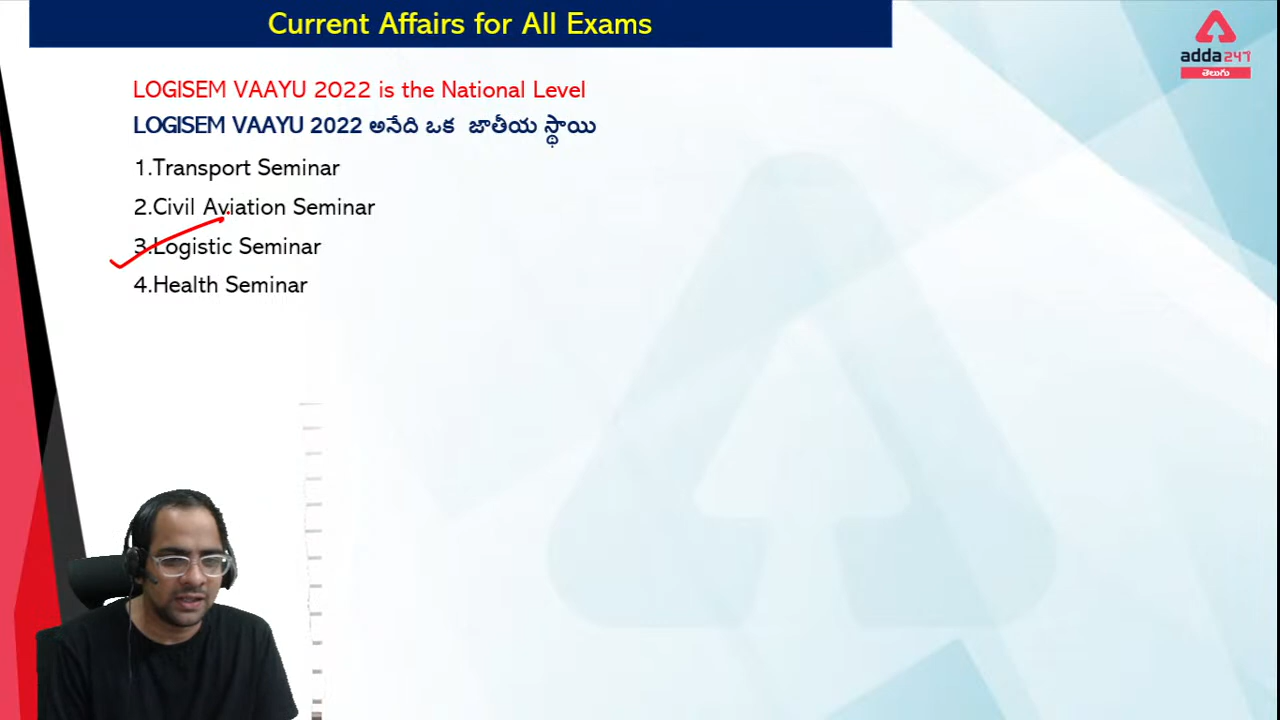 Current Affairs for All Exams
adda247
తెలుగు
LOGISEM VAAYU 2022 is the National Level
LOGISEM VAAYU 2022 అనేది ఒక జాతీయ స్థాయి
1.Transport Seminar
2.Civil Aviation Seminar
3.Logistic Seminar
4.Health Seminar